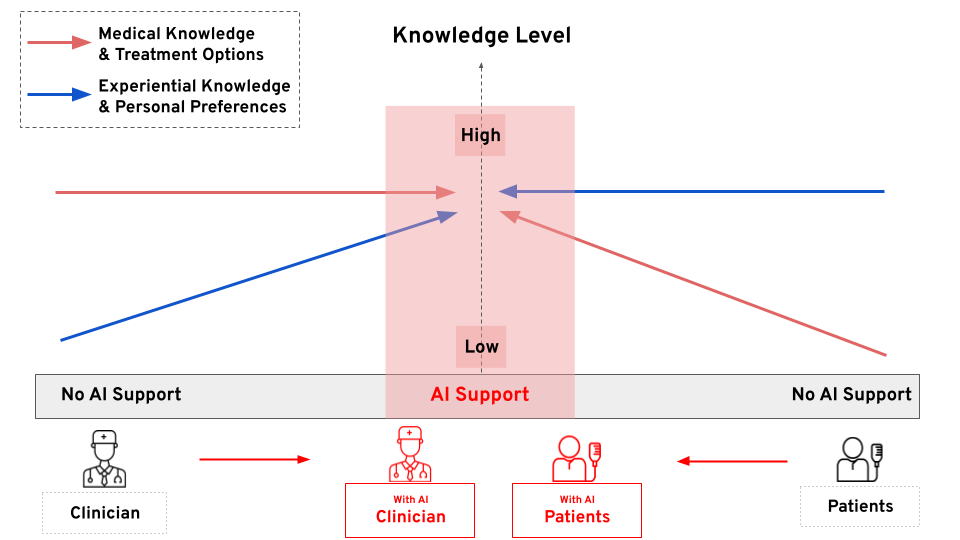 Medical Knowledge
& Treatment Options
Experiential Knowledge
& Personal Preferences
Knowledge Level
High
Low
No AI Support
AI Support
No AI Support
Clinician
With AI
Clinician
With AI
Patients
Patients